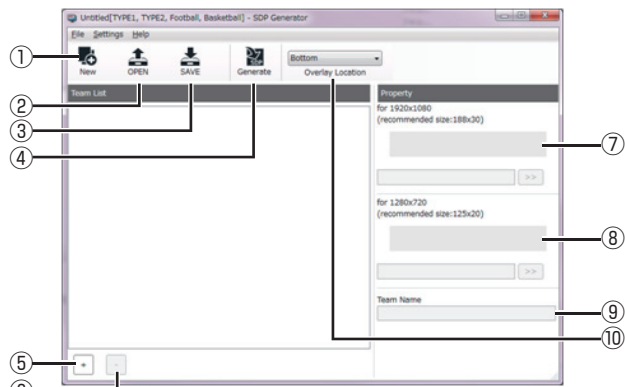 Untitled[TYPE1, TYPE2, Football, Basketball] - SDP Generator
File Settings Help
①
New OPEN SAVE Generate
Bottom
Overlay Location
②
③
④
Team List
Property
for 1920x1080
(recommended size:188x30)
⑦
>>
for 1280x720
(recommended size:125x20)
⑧
>>
Team Name
⑨
⑩
⑤
+ -